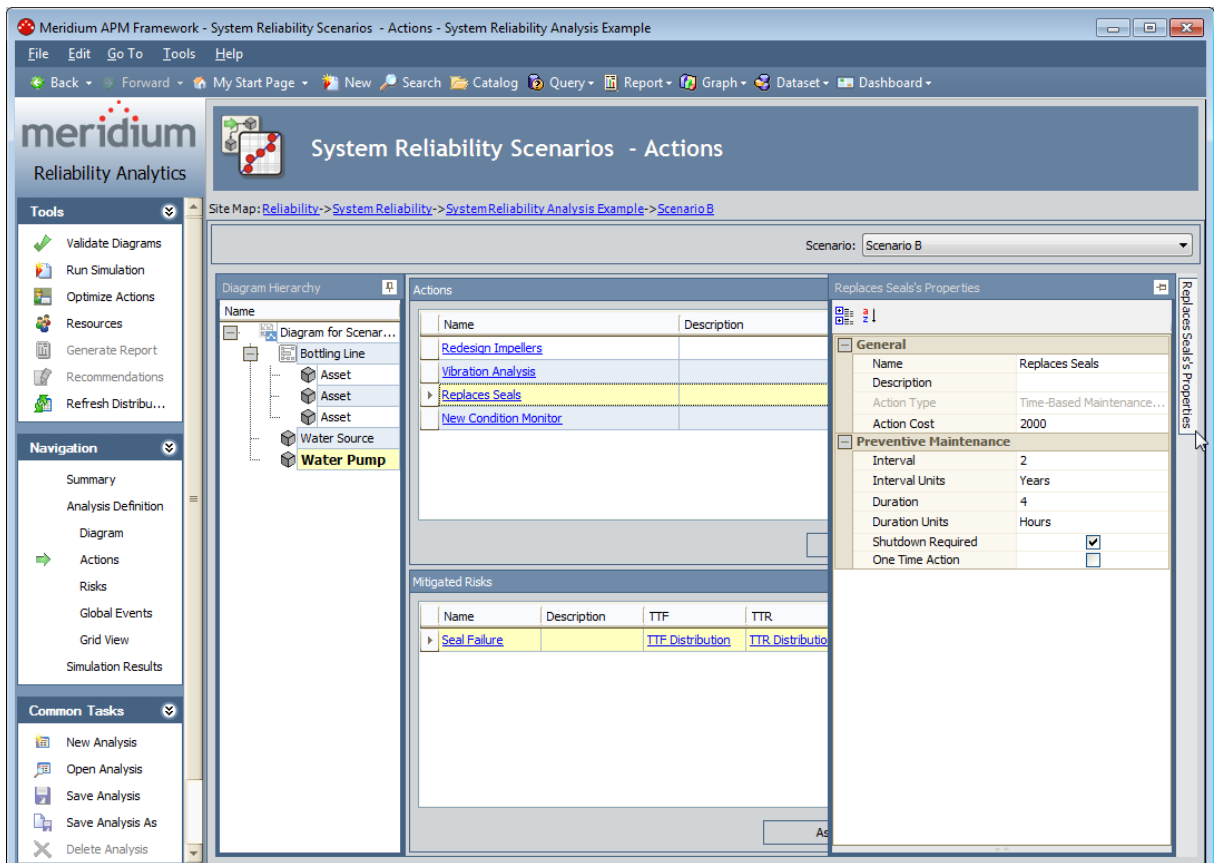 Meridium APM Framework - System Reliability Scenarios - Actions - System Reliability Analysis Example
File Edit Go To Tools Help
Back Forward My Start Page New Search Catalog Query Report Graph Dataset Dashboard
meridium
Reliability Analytics
System Reliability Scenarios - Actions
Site Map: Reliability->System Reliability->System Reliability Analysis Example->Scenario B
Scenario: Scenario B
Tools
Validate Diagrams
Run Simulation
Optimize Actions
Resources
Generate Report
Recommendations
Refresh Distribu...
Navigation
Summary
Analysis Definition
Diagram
Actions
Risks
Global Events
Grid View
Simulation Results
Common Tasks
New Analysis
Open Analysis
Save Analysis
Save Analysis As
Delete Analysis
Diagram Hierarchy
Name
Diagram for Scenar...
Bottling Line
Asset
Asset
Asset
Water Source
Water Pump
Actions
Name Description
Redesign Impellers
Vibration Analysis
Replaces Seals
New Condition Monitor
Mitigated Risks
Name Description TTF TTR
Seal Failure TTF Distribution TTR Distributio
As
Replaces Seals's Properties
General
Name Replaces Seals
Description
Action Type Time-Based Maintenance...
Action Cost 2000
Preventive Maintenance
Interval 2
Interval Units Years
Duration 4
Duration Units Hours
Shutdown Required
One Time Action
Replaces Seals's Properties